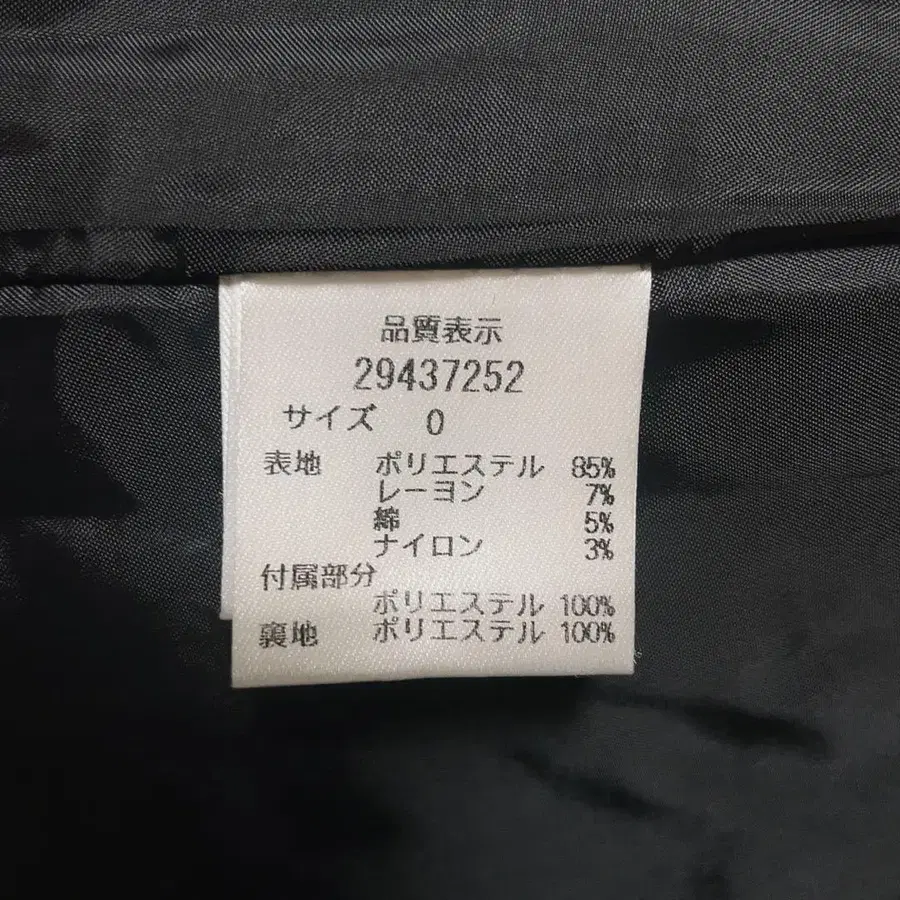 品質表示
29437252
サイズ 0
表地 ポリエステル 85%
レーヨン 7%
綿 5%
ナイロン 3%
付属部分
ポリエステル 100%
裏地 ポリエステル 100%